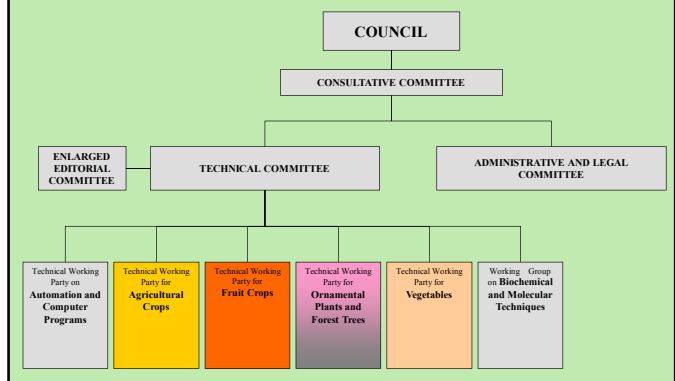 COUNCIL
CONSULTATIVE COMMITTEE
ENLARGED
EDITORIAL
COMMITTEE
TECHNICAL COMMITTEE
ADMINISTRATIVE AND LEGAL
COMMITTEE
Technical Working
Party on
Automation and
Computer
Programs
Technical Working
Party for
Agricultural
Crops
Technical Working
Party for
Fruit Crops
Technical Working
Party for
Ornamental
Plants and
Forest Trees
Technical Working
Party for
Vegetables
Working Group
on Biochemical
and Molecular
Techniques